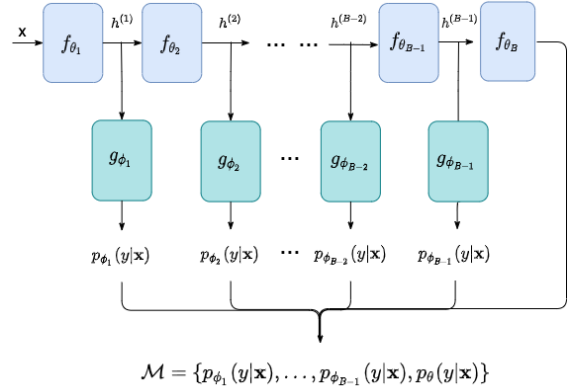 x f_{θ_1} h^{(1)} f_{θ_2} h^{(2)} ... ... h^{(B-2)} f_{θ_{B-1}} h^{(B-1)} f_{θ_B}
g_{ϕ_1} g_{ϕ_2} ... g_{ϕ_{B-2}} g_{ϕ_{B-1}}
p_{ϕ_1}(y|x) p_{ϕ_2}(y|x) ... p_{ϕ_{B-2}}(y|x) p_{ϕ_{B-1}}(y|x)
ℳ = {p_{ϕ_1}(y|x), ..., p_{ϕ_{B-1}}(y|x), p_θ(y|x)}